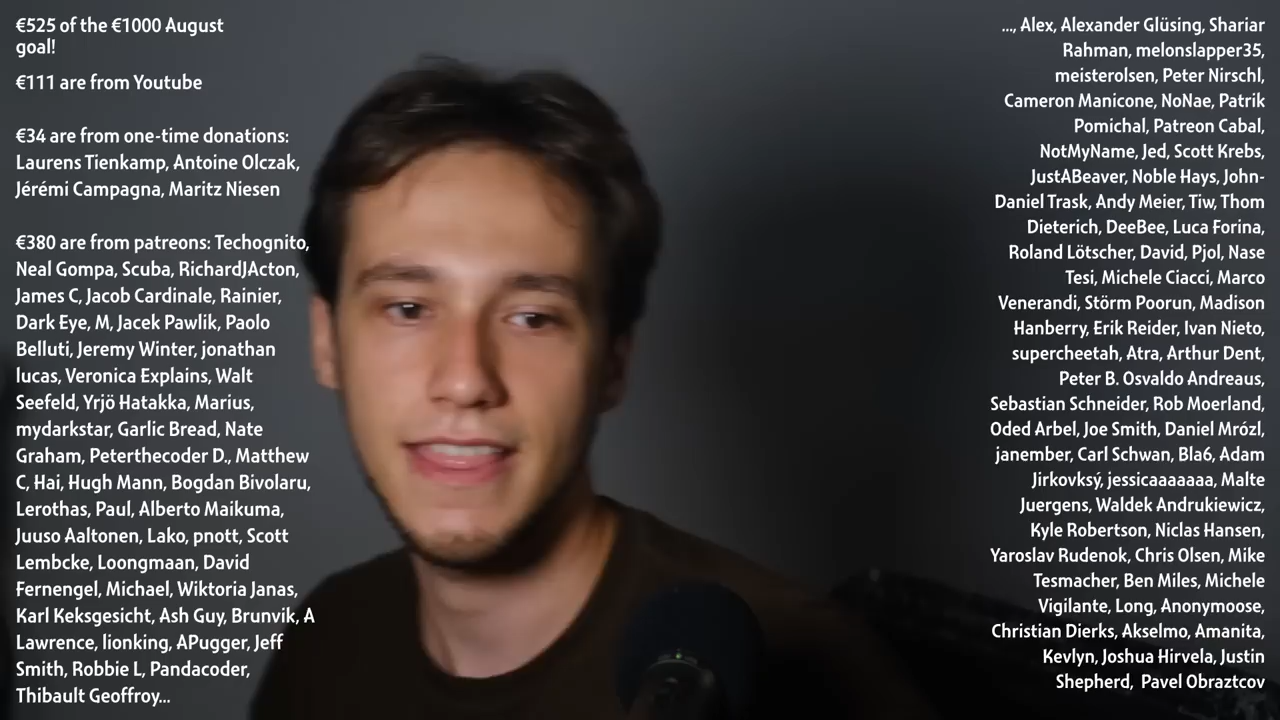 €525 of the €1000 August
goal!
€111 are from Youtube
€34 are from one-time donations:
Laurens Tienkamp, Antoine Olczak,
Jérémi Campagna, Maritz Niesen
€380 are from patreons: Techognito,
Neal Gompa, Scuba, RichardJActon,
James C, Jacob Cardinale, Rainier,
Dark Eye, M, Jacek Pawlik, Paolo
Belluti, Jeremy Winter, jonathan
lucas, Veronica Explains, Walt
Seefeld, Yrjö Hatakka, Marius,
mydarkstar, Garlic Bread, Nate
Graham, Peterthecoder D., Matthew
C, Hai, Hugh Mann, Bogdan Bivolaru,
Lerothas, Paul, Alberto Maikuma,
Juuso Aaltonen, Lako, pnott, Scott
Lembcke, Loongmaan, David
Fernengel, Michael, Wiktoria Janas,
Karl Keksgesicht, Ash Guy, Brunvik, A
Lawrence, lionking, APugger, Jeff
Smith, Robbie L, Pandacoder,
Thibault Geoffroy...
..., Alex, Alexander Glüsing, Shariar
Rahman, melonslapper35,
meisterolsen, Peter Nirschl,
Cameron Manicone, NoNae, Patrik
Pomichal, Patreon Cabal,
NotMyName, Jed, Scott Krebs,
JustABeaver, Noble Hays, John-
Daniel Trask, Andy Meier, Tiw, Thom
Dieterich, DeeBee, Luca Forina,
Roland Lötscher, David, Pjol, Nase
Tesi, Michele Ciacci, Marco
Venerandi, Störm Poorun, Madison
Hanberry, Erik Reider, Ivan Nieto,
supercheetah, Atra, Arthur Dent,
Peter B. Osvaldo Andreaus,
Sebastian Schneider, Rob Moerland,
Oded Arbel, Joe Smith, Daniel Mrózl,
janember, Carl Schwan, Bla6, Adam
Jirkovksý, jessicaaaaaaa, Malte
Juergens, Waldek Andrukiewicz,
Kyle Robertson, Niclas Hansen,
Yaroslav Rudenok, Chris Olsen, Mike
Tesmacher, Ben Miles, Michele
Vigilante, Long, Anonymoose,
Christian Dierks, Akselmo, Amanita,
Kevlyn, Joshua Hirvela, Justin
Shepherd,  Pavel Obraztcov